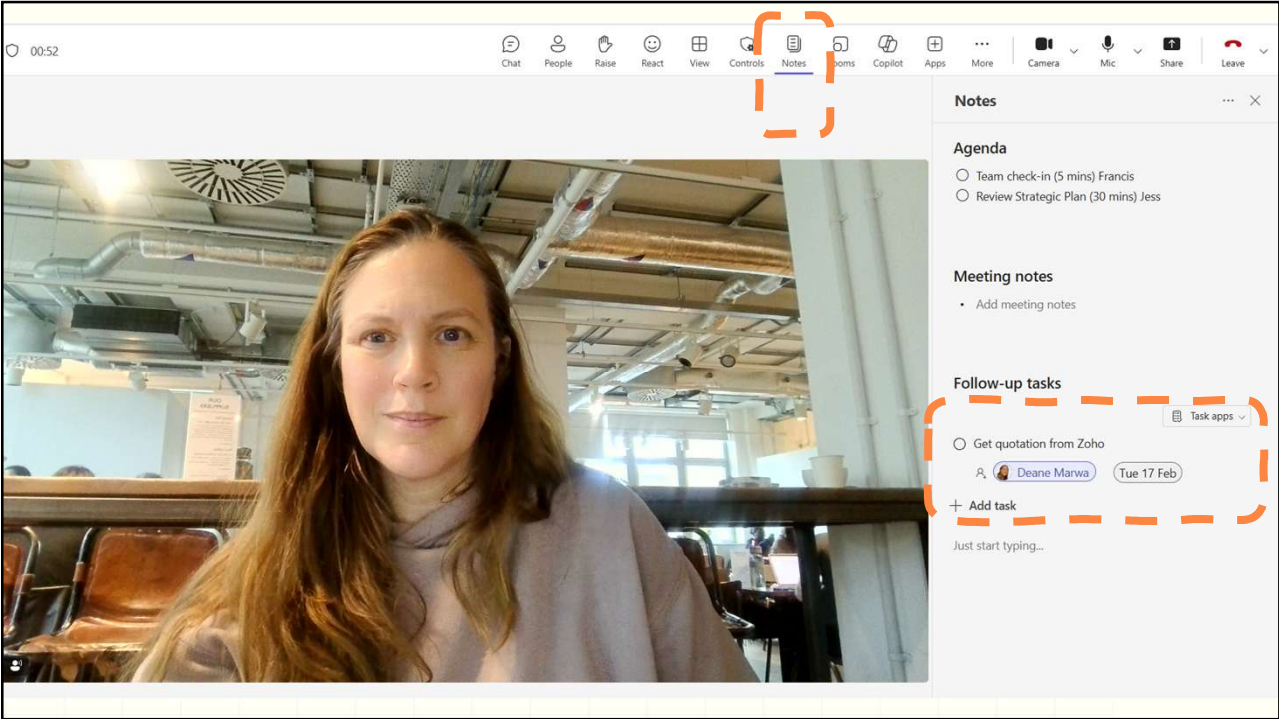 00:52
Chat People Raise React View Controls Notes Rooms Copilot Apps More Camera Mic Share Leave
Notes
Agenda
Team check-in (5 mins) Francis
Review Strategic Plan (30 mins) Jess
Meeting notes
• Add meeting notes
Follow-up tasks
Task apps
Get quotation from Zoho
Deane Marwa Tue 17 Feb
+ Add task
Just start typing...